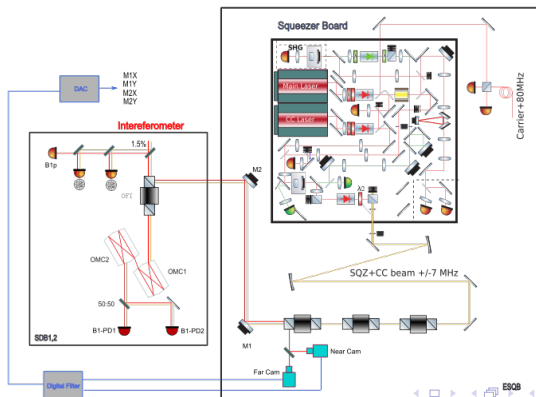 Squeezer Board
SHG
Main Laser
CC Laser
Carrier+80MHz
DAC
M1X
M1Y
M2X
M2Y
Intereferometer
1.5%
B1p
OFI
M2
λ/2
OMC2
OMC1
50:50
SQZ+CC beam +/-7 MHz
B1-PD1
B1-PD2
SDB1,2
M1
Near Cam
Far Cam
Digital Filter
ESQB